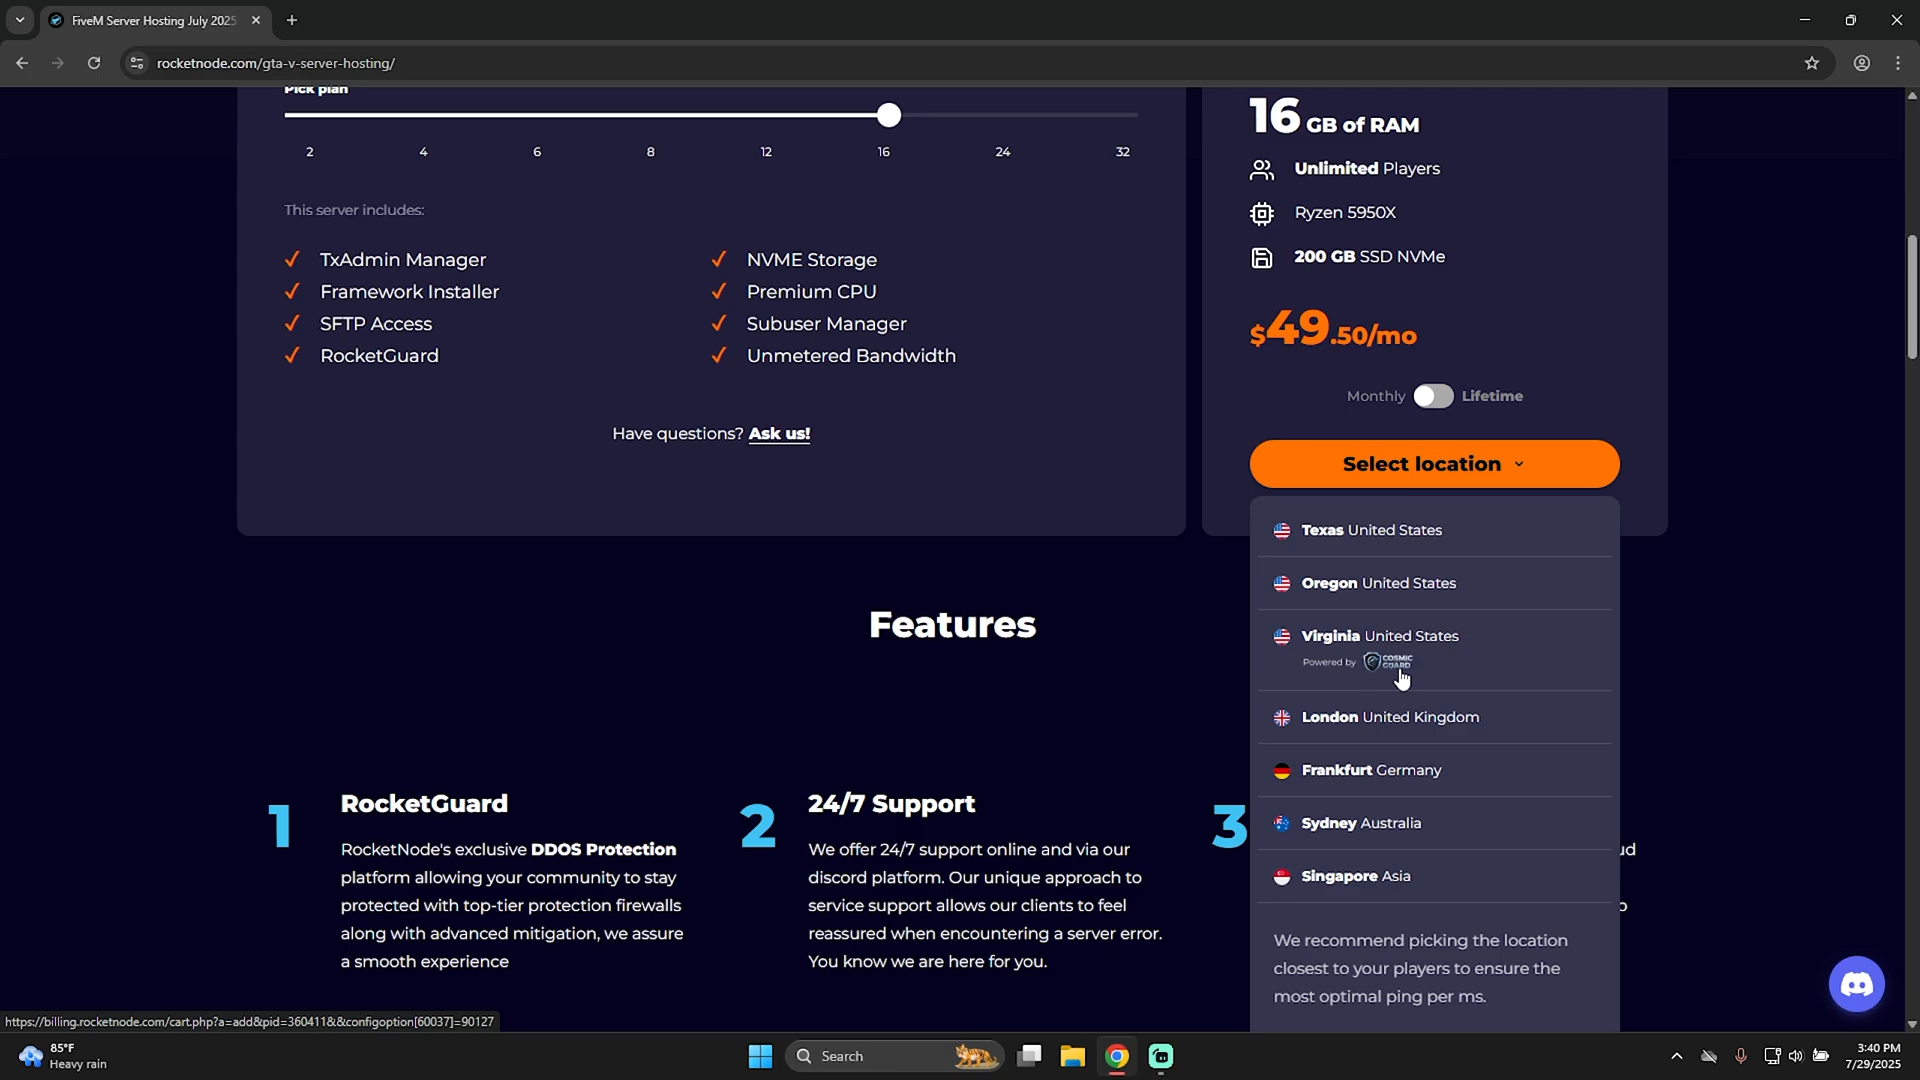 FiveM Server Hosting July 2025
rocketnode.com/gta-v-server-hosting/
Pick plan
2 4 6 8 12 16 24 32
This server includes:
✓ TxAdmin Manager
✓ Framework Installer
✓ SFTP Access
✓ RocketGuard
✓ NVME Storage
✓ Premium CPU
✓ Subuser Manager
✓ Unmetered Bandwidth
Have questions? Ask us!
16 GB of RAM
Unlimited Players
Ryzen 5950X
200 GB SSD NVMe
$49.50/mo
Monthly Lifetime
Select location
Texas United States
Oregon United States
Virginia United States
Powered by COSMIC GUARD
London United Kingdom
Frankfurt Germany
Sydney Australia
Singapore Asia
We recommend picking the location
closest to your players to ensure the
most optimal ping per ms.
Features
1 RocketGuard
RocketNode's exclusive DDOS Protection
platform allowing your community to stay
protected with top-tier protection firewalls
along with advanced mitigation, we assure
a smooth experience
2 24/7 Support
We offer 24/7 support online and via our
discord platform. Our unique approach to
service support allows our clients to feel
reassured when encountering a server error.
You know we are here for you.
3
https://billing.rocketnode.com/cart.php?a=add&pid=360411&&configoption[60037]=90127
85°F
Heavy rain
Search
3:40 PM
7/29/2025